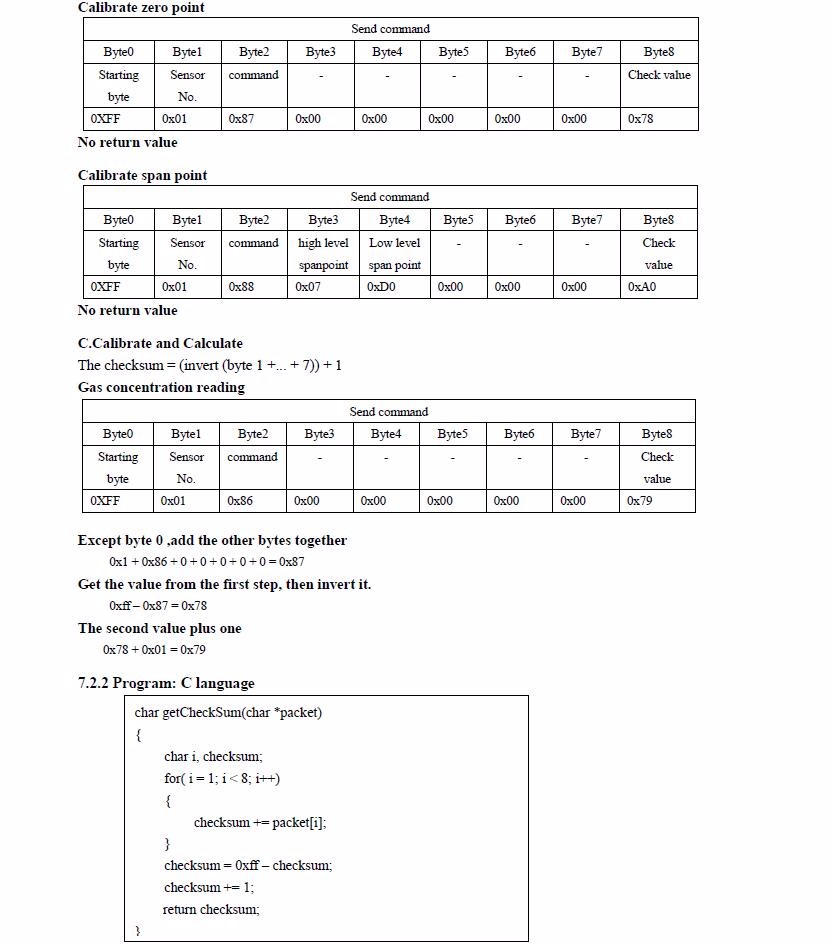 Calibrate zero point
Send command
Byte0 Byte1 Byte2 Byte3 Byte4 Byte5 Byte6 Byte7 Byte8
Starting Sensor command - - - - - Check value
byte No.
0XFF 0x01 0x87 0x00 0x00 0x00 0x00 0x00 0x78
No return value
Calibrate span point
Send command
Byte0 Byte1 Byte2 Byte3 Byte4 Byte5 Byte6 Byte7 Byte8
Starting Sensor command high level Low level - - - Check
byte No. spanpoint span point value
0XFF 0x01 0x88 0x07 0xD0 0x00 0x00 0x00 0xA0
No return value
C.Calibrate and Calculate
The checksum = (invert (byte 1 +... + 7)) + 1
Gas concentration reading
Send command
Byte0 Byte1 Byte2 Byte3 Byte4 Byte5 Byte6 Byte7 Byte8
Starting Sensor command - - - - - Check
byte No. value
0XFF 0x01 0x86 0x00 0x00 0x00 0x00 0x00 0x79
Except byte 0 ,add the other bytes together
0x1 + 0x86 + 0 + 0 + 0 + 0 + 0 = 0x87
Get the value from the first step, then invert it.
0xff – 0x87 = 0x78
The second value plus one
0x78 + 0x01 = 0x79
7.2.2 Program: C language
char getCheckSum(char *packet)
{
char i, checksum;
for( i = 1; i < 8; i++)
{
checksum += packet[i];
}
checksum = 0xff – checksum;
checksum += 1;
return checksum;
}